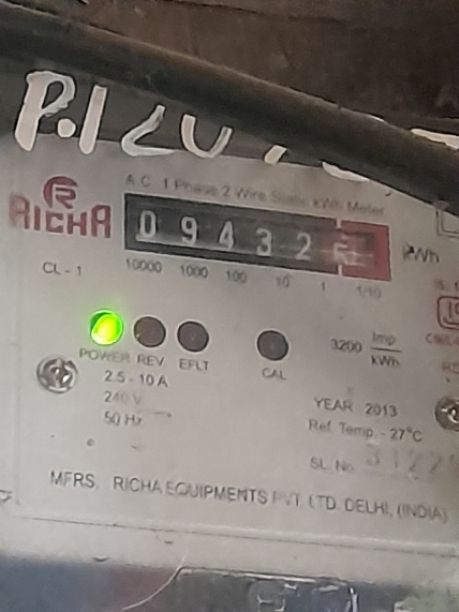 A.C. 1 Phase 2 Wire Static kWh Meter
RICHA
0 9 4 3 2
kWh
CL - 1
10000 1000 100 10 1 1/10
POWER REV EFLT
CAL
3200 Imp/kWh
2.5 - 10 A
240 V
50 Hz
YEAR : 2013
Ref. Temp. - 27°C
SL. No.
MFRS. RICHA EQUIPMENTS PVT. LTD. DELHI, (INDIA)